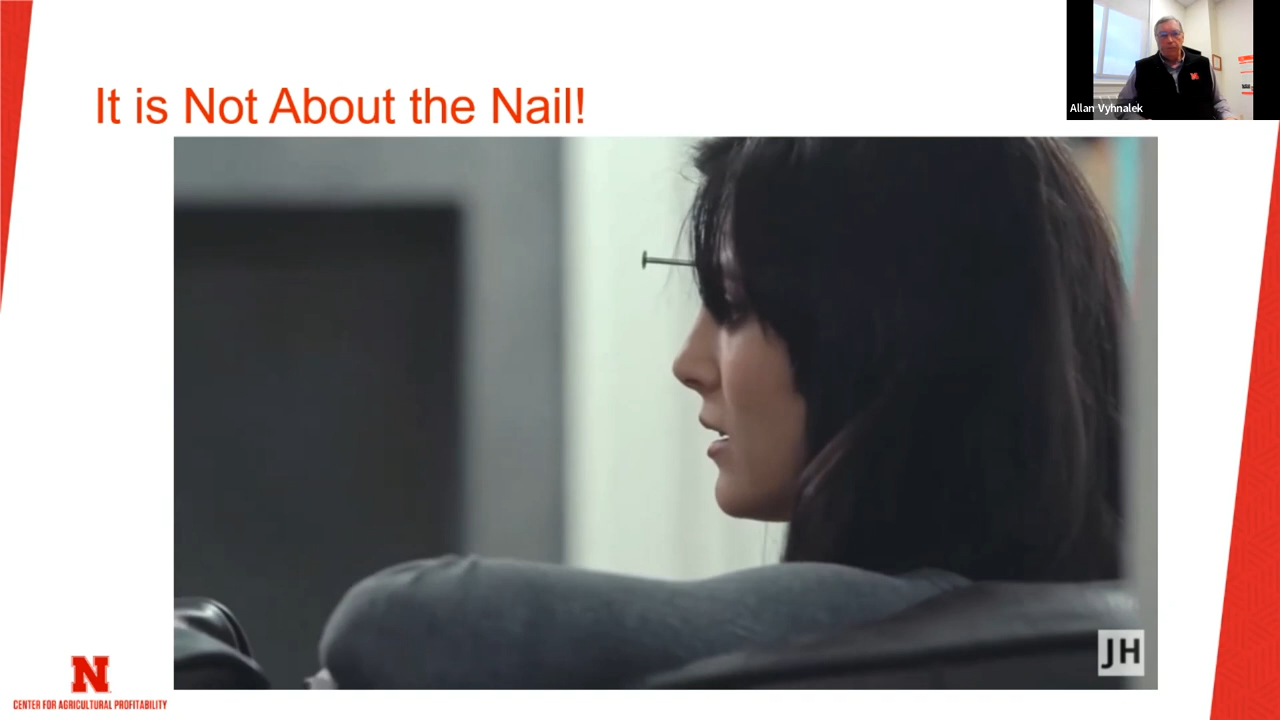 It is Not About the Nail!
Allan Vyhnalek
JH
N
CENTER FOR AGRICULTURAL PROFITABILITY